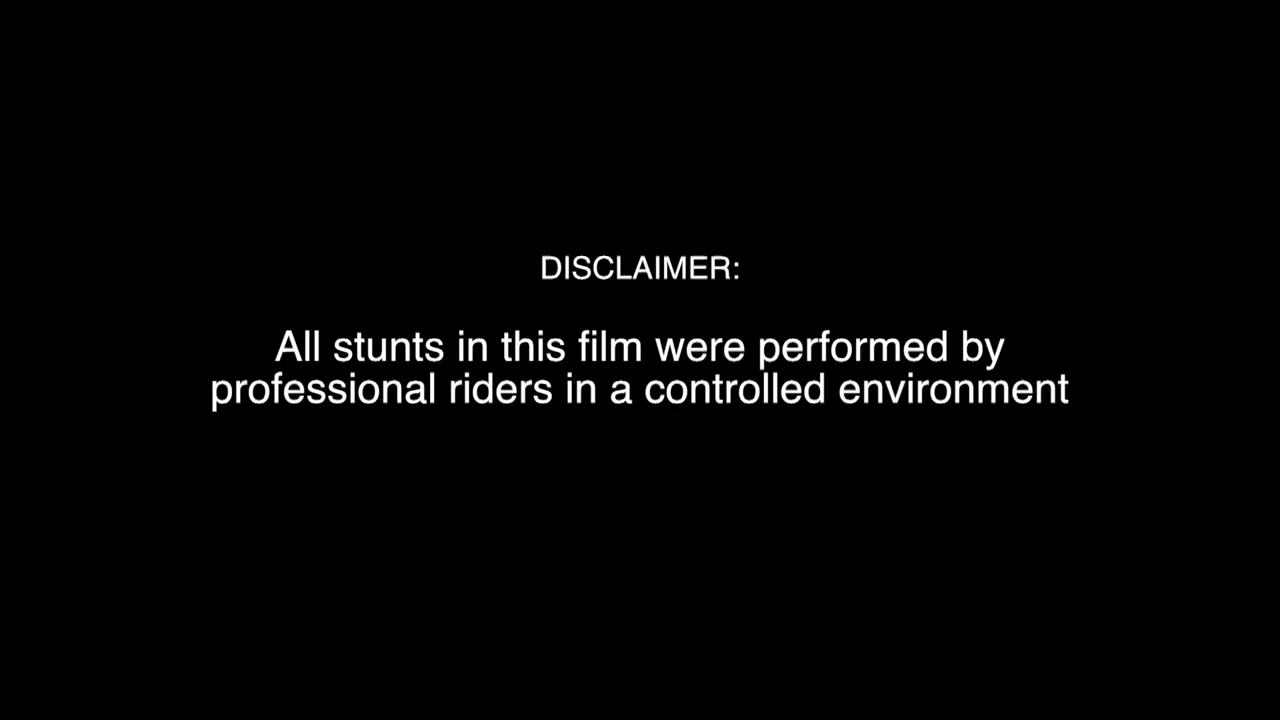 DISCLAIMER:
All stunts in this film were performed by
professional riders in a controlled environment